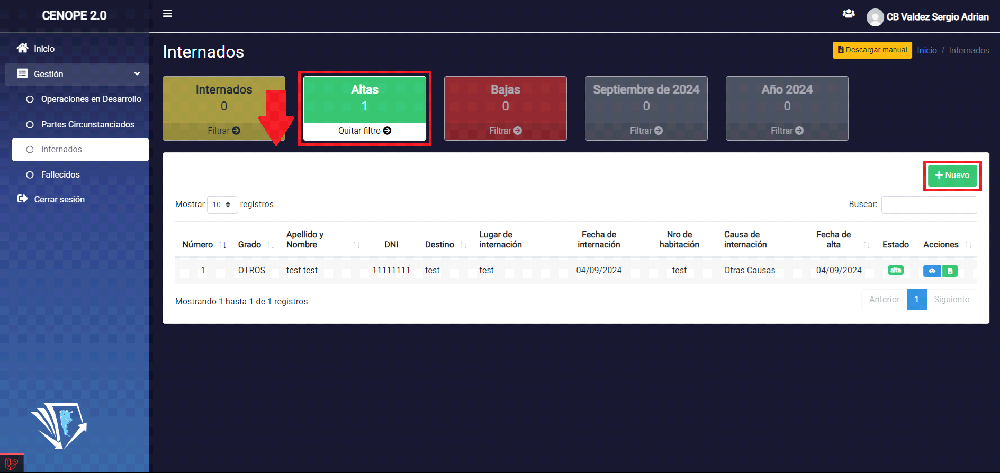 CENOPE 2.0
CB Valdez Sergio Adrian
Inicio
Gestión
Operaciones en Desarrollo
Partes Circunstanciados
Internados
Fallecidos
Cerrar sesión
Internados
Descargar manual
Inicio / Internados
Internados
0
Filtrar
Altas
1
Quitar filtro
Bajas
0
Filtrar
Septiembre de 2024
0
Filtrar
Año 2024
0
Filtrar
Nuevo
Mostrar 10 registros
Buscar:
Número Grado Apellido y Nombre DNI Destino Lugar de internación Fecha de internación Nro de habitación Causa de internación Fecha de alta Estado Acciones
1 OTROS test test 11111111 test test 04/09/2024 test Otras Causas 04/09/2024 alta
Mostrando 1 hasta 1 de 1 registros
Anterior 1 Siguiente